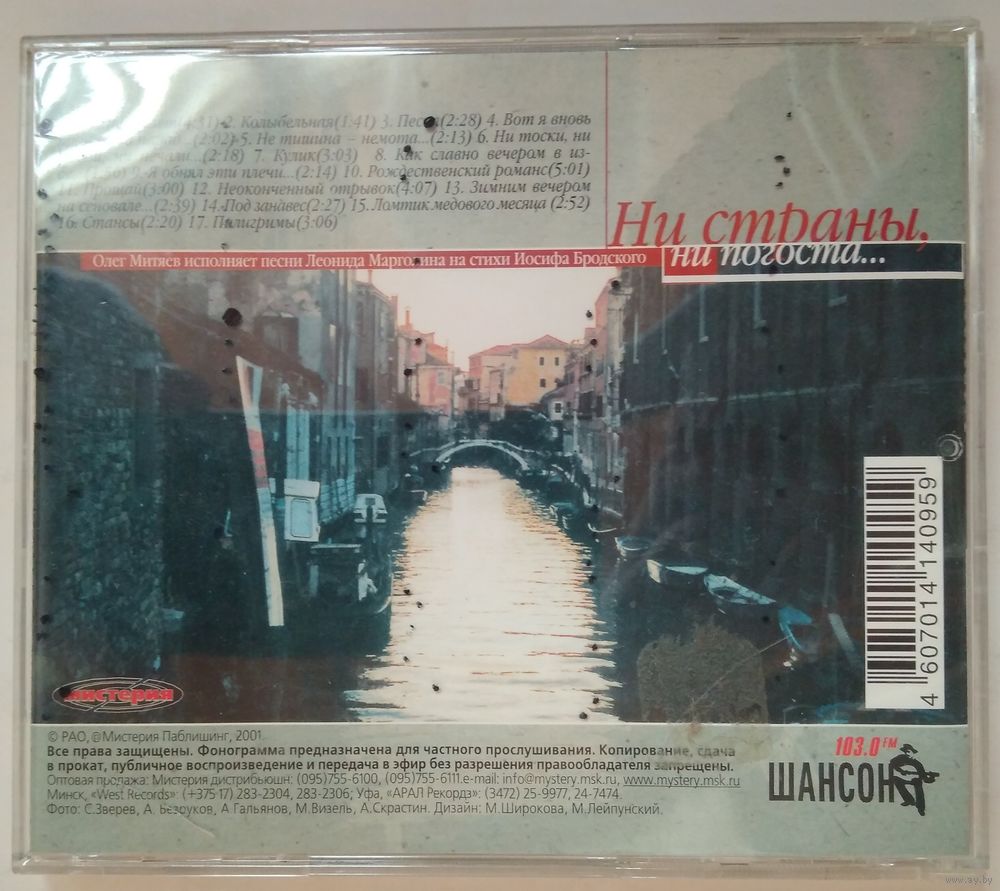 4:31) 2. Колыбельная(1:41) 3. Песня(2:28) 4. Вот я вновь
(2:02) 5. Не тишина – немота...(2:13) 6. Ни тоски, ни
печали...(2:18) 7. Кулик(3:03) 8. Как славно вечером в из-
9. Я обнял эти плечи...(2:14) 10. Рождественский романс(5:01)
11. Прощай(3:00) 12. Неоконченный отрывок(4:07) 13. Зимним вечером
на сеновале...(2:39) 14. Под занавес(2:27) 15. Ломтик медового месяца (2:52)
16. Стансы(2:20) 17. Пилигримы(3:06)
Ни страны,
ни погоста...
Олег Митяев исполняет песни Леонида Марголина на стихи Иосифа Бродского
4 607014 140959
мистерия
© РАО, ℗Мистерия Паблишинг, 2001.
Все права защищены. Фонограмма предназначена для частного прослушивания. Копирование, сдача
в прокат, публичное воспроизведение и передача в эфир без разрешения правообладателя запрещены.
Оптовая продажа: Мистерия дистрибьюшн: (095)755-6100, (095)755-6111.e-mail: info@mystery.msk.ru, www.mystery.msk.ru
Минск, «West Records»: (+375-17) 283-2304, 283-2306; Уфа, «АРАЛ Рекордз»: (3472) 25-9977, 24-7474.
Фото: С.Зверев, А. Безруков, А Гальянов, М.Визель, А.Скрастин. Дизайн: М.Широкова, М.Лейпунский.
103.0 FM
ШАНСОН
www.ay.by